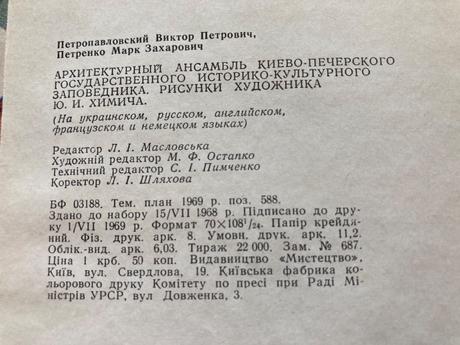 Петропавловский Виктор Петрович,
Петренко Марк Захарович
АРХИТЕКТУРНЫЙ АНСАМБЛЬ КИЕВО-ПЕЧЕРСКОГО
ГОСУДАРСТВЕННОГО ИСТОРИКО-КУЛЬТУРНОГО
ЗАПОВЕДНИКА. РИСУНКИ ХУДОЖНИКА
Ю. И. ХИМИЧА.
(На украинском, русском, английском,
французском и немецком языках)
Редактор Л. І. Масловська
Художній редактор М. Ф. Остапко
Технічний редактор С. І. Пимченко
Коректор Л. І. Шляхова
БФ 03188. Тем. план 1969 р. поз. 588.
Здано до набору 15/VII 1968 р. Підписано до дру-
ку 1/VII 1969 р. Формат 70×108¹/₂₄. Папір крейдя-
ний. Фіз. друк. арк. 8. Умовн. друк. арк. 11,2.
Облік.-вид. арк. 6,03. Тираж 22 000. Зам. № 687.
Ціна 1 крб. 50 коп. Видавництво «Мистецтво»,
Київ, вул. Свердлова, 19. Київська фабрика ко-
льорового друку Комітету по пресі при Раді Мі-
ністрів УРСР, вул Довженка, 3.